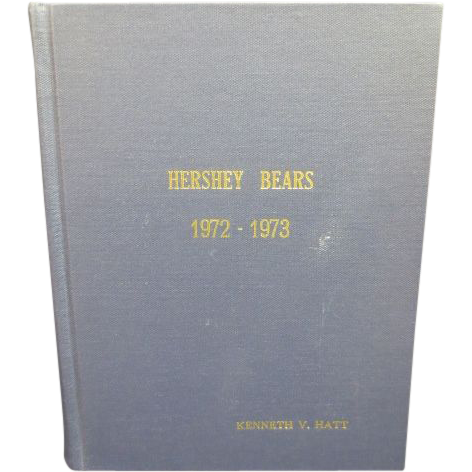 HERSHEY BEARS
1972 - 1973
KENNETH V. HATT